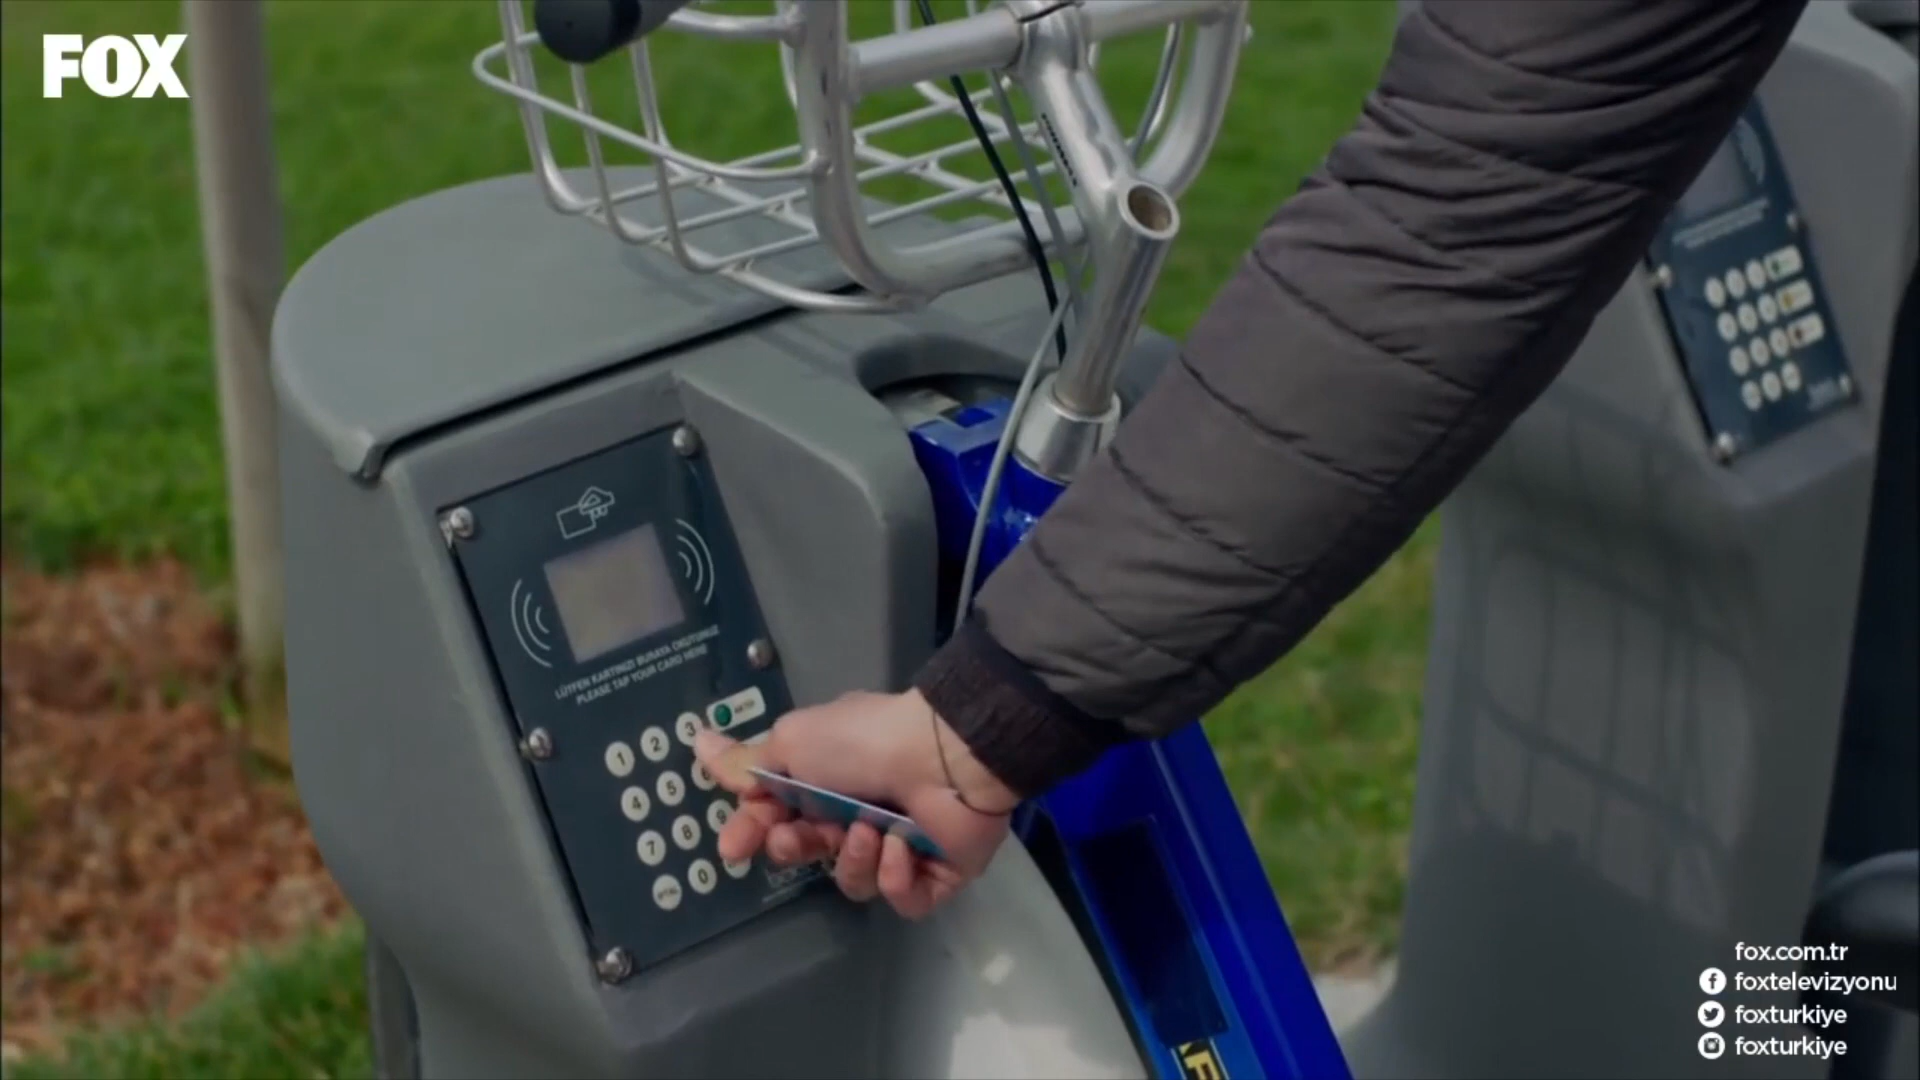 FOX
LÜTFEN KARTINIZI BURAYA OKUTUNUZ
PLEASE TAP YOUR CARD HERE
1 2 3
4 5 6
7 8 9
0
fox.com.tr
foxtelevizyonu
foxturkiye
foxturkiye